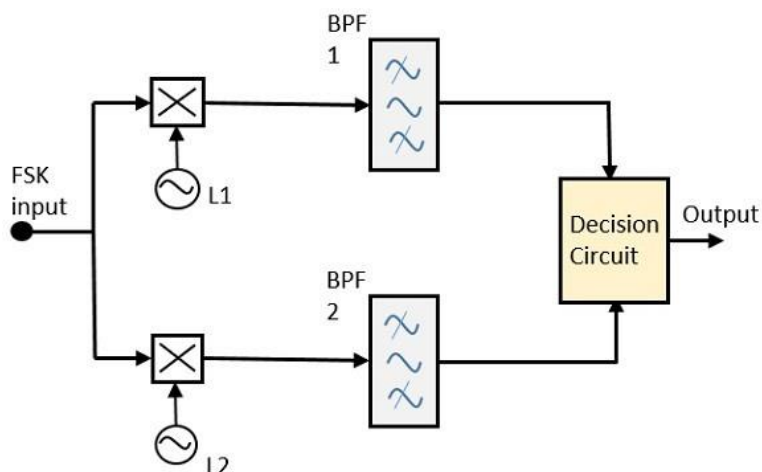 BPF
1
FSK
input
L1
Decision
Circuit
Output
BPF
2
L2